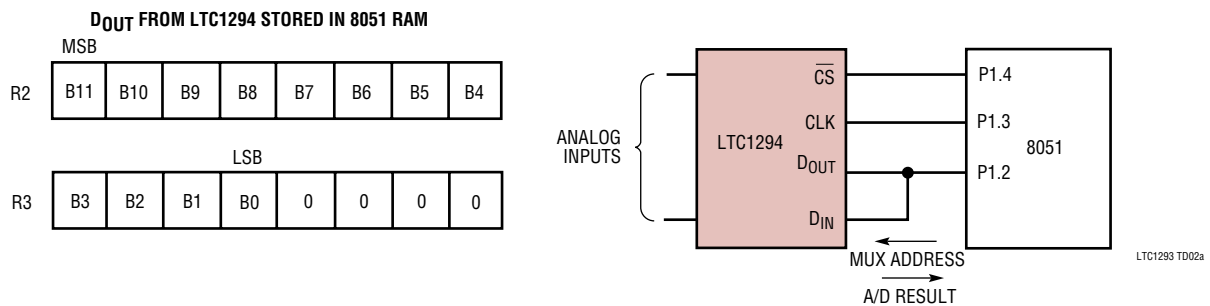 DOUT FROM LTC1294 STORED IN 8051 RAM
MSB
R2 B11 B10 B9 B8 B7 B6 B5 B4
LSB
R3 B3 B2 B1 B0 0 0 0 0
ANALOG
INPUTS
LTC1294
CS
CLK
DOUT
DIN
P1.4
P1.3
P1.2
8051
MUX ADDRESS
A/D RESULT
LTC1293 TD02a